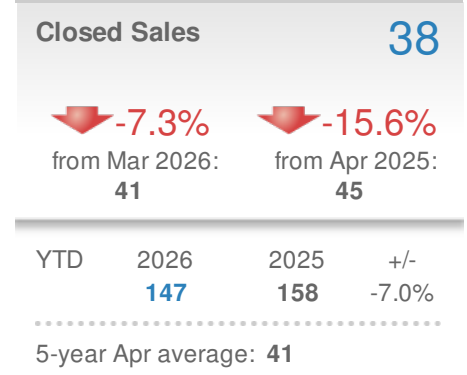 Closed Sales 38
-7.3% -15.6%
from Mar 2026: from Apr 2025:
41 45
YTD 2026 2025 +/-
147 158 -7.0%
5-year Apr average: 41